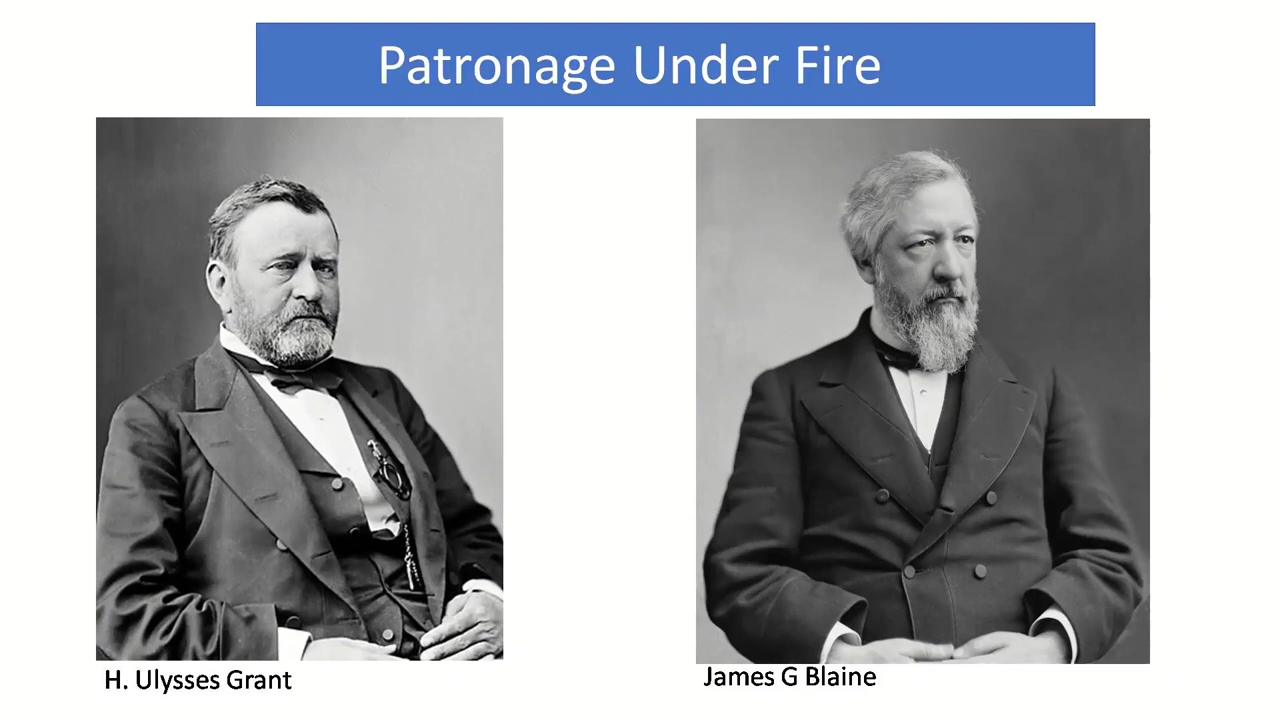 Patronage Under Fire
H. Ulysses Grant
James G Blaine